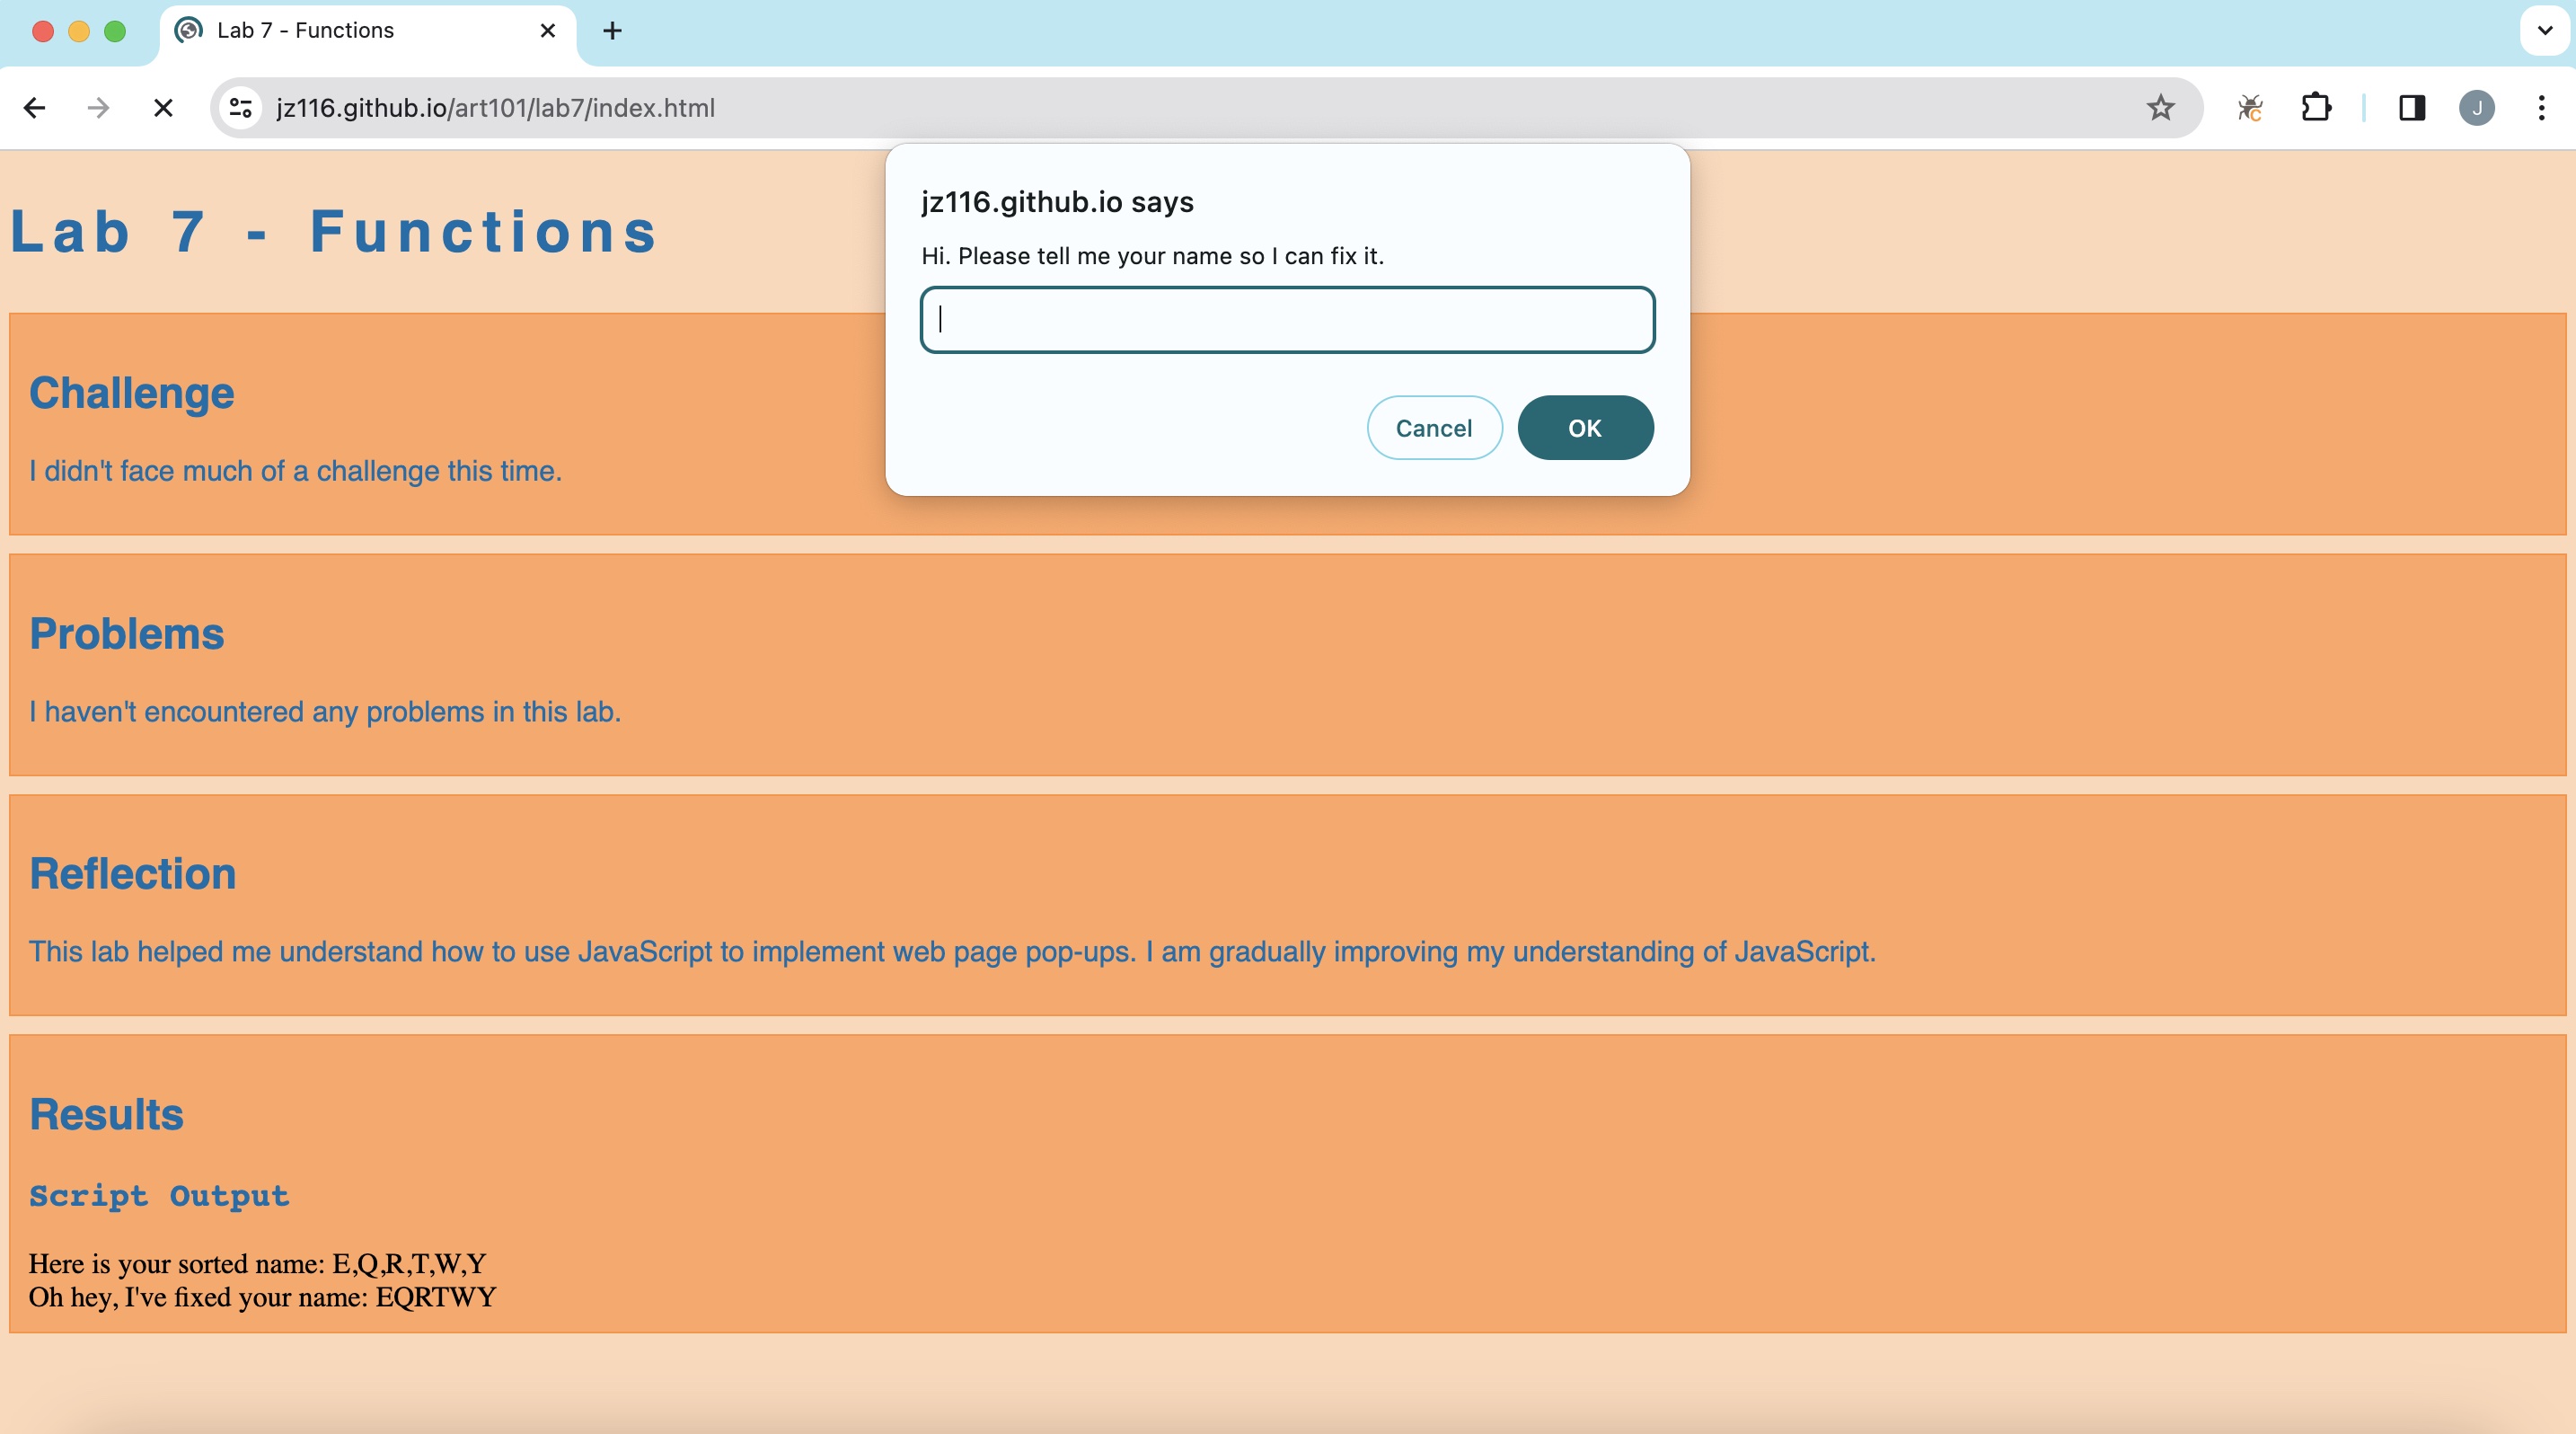 Lab 7 - Functions
jz116.github.io/art101/lab7/index.html
C
J
jz116.github.io says
Hi. Please tell me your name so I can fix it.
Cancel
OK
Lab 7 - Functions
Challenge
I didn't face much of a challenge this time.
Problems
I haven't encountered any problems in this lab.
Reflection
This lab helped me understand how to use JavaScript to implement web page pop-ups. I am gradually improving my understanding of JavaScript.
Results
Script Output
Here is your sorted name: E,Q,R,T,W,Y
Oh hey, I've fixed your name: EQRTWY